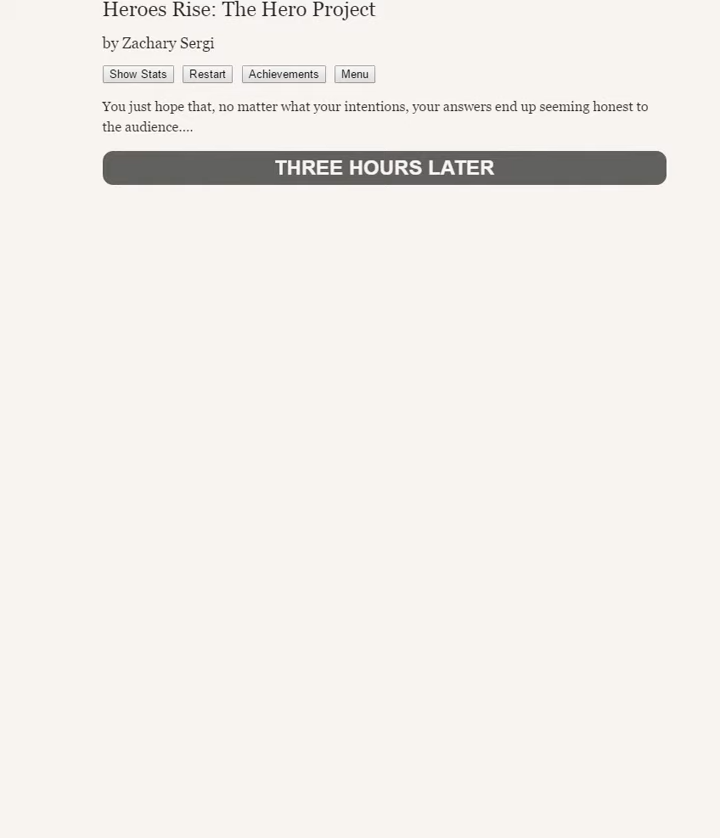 Heroes Rise: The Hero Project
by Zachary Sergi
Show Stats Restart Achievements Menu
You just hope that, no matter what your intentions, your answers end up seeming honest to
the audience....
THREE HOURS LATER